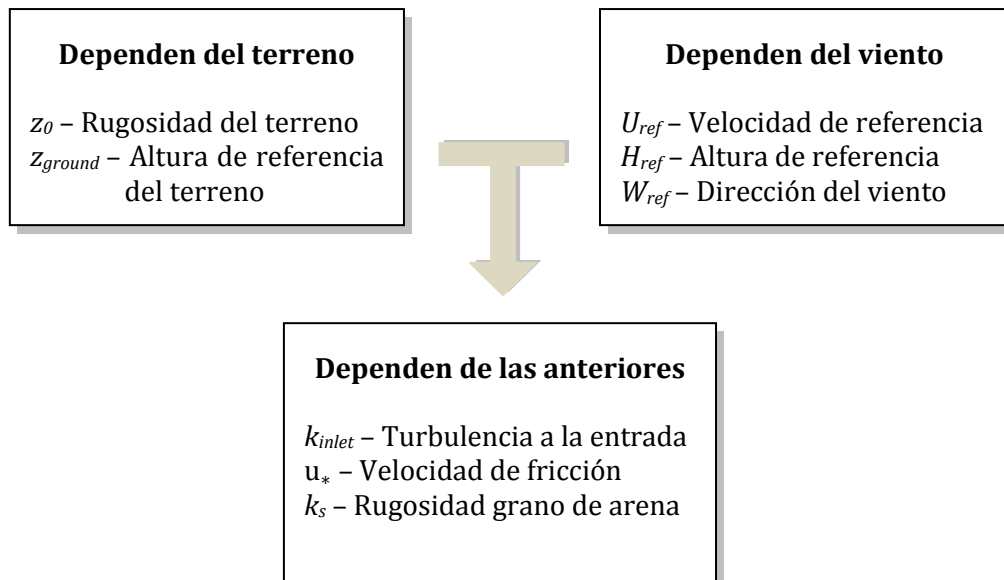 Dependen del terreno
z0 – Rugosidad del terreno
zground – Altura de referencia
del terreno
Dependen del viento
Uref – Velocidad de referencia
Href – Altura de referencia
Wref – Dirección del viento
Dependen de las anteriores
kinlet – Turbulencia a la entrada
u* – Velocidad de fricción
ks – Rugosidad grano de arena